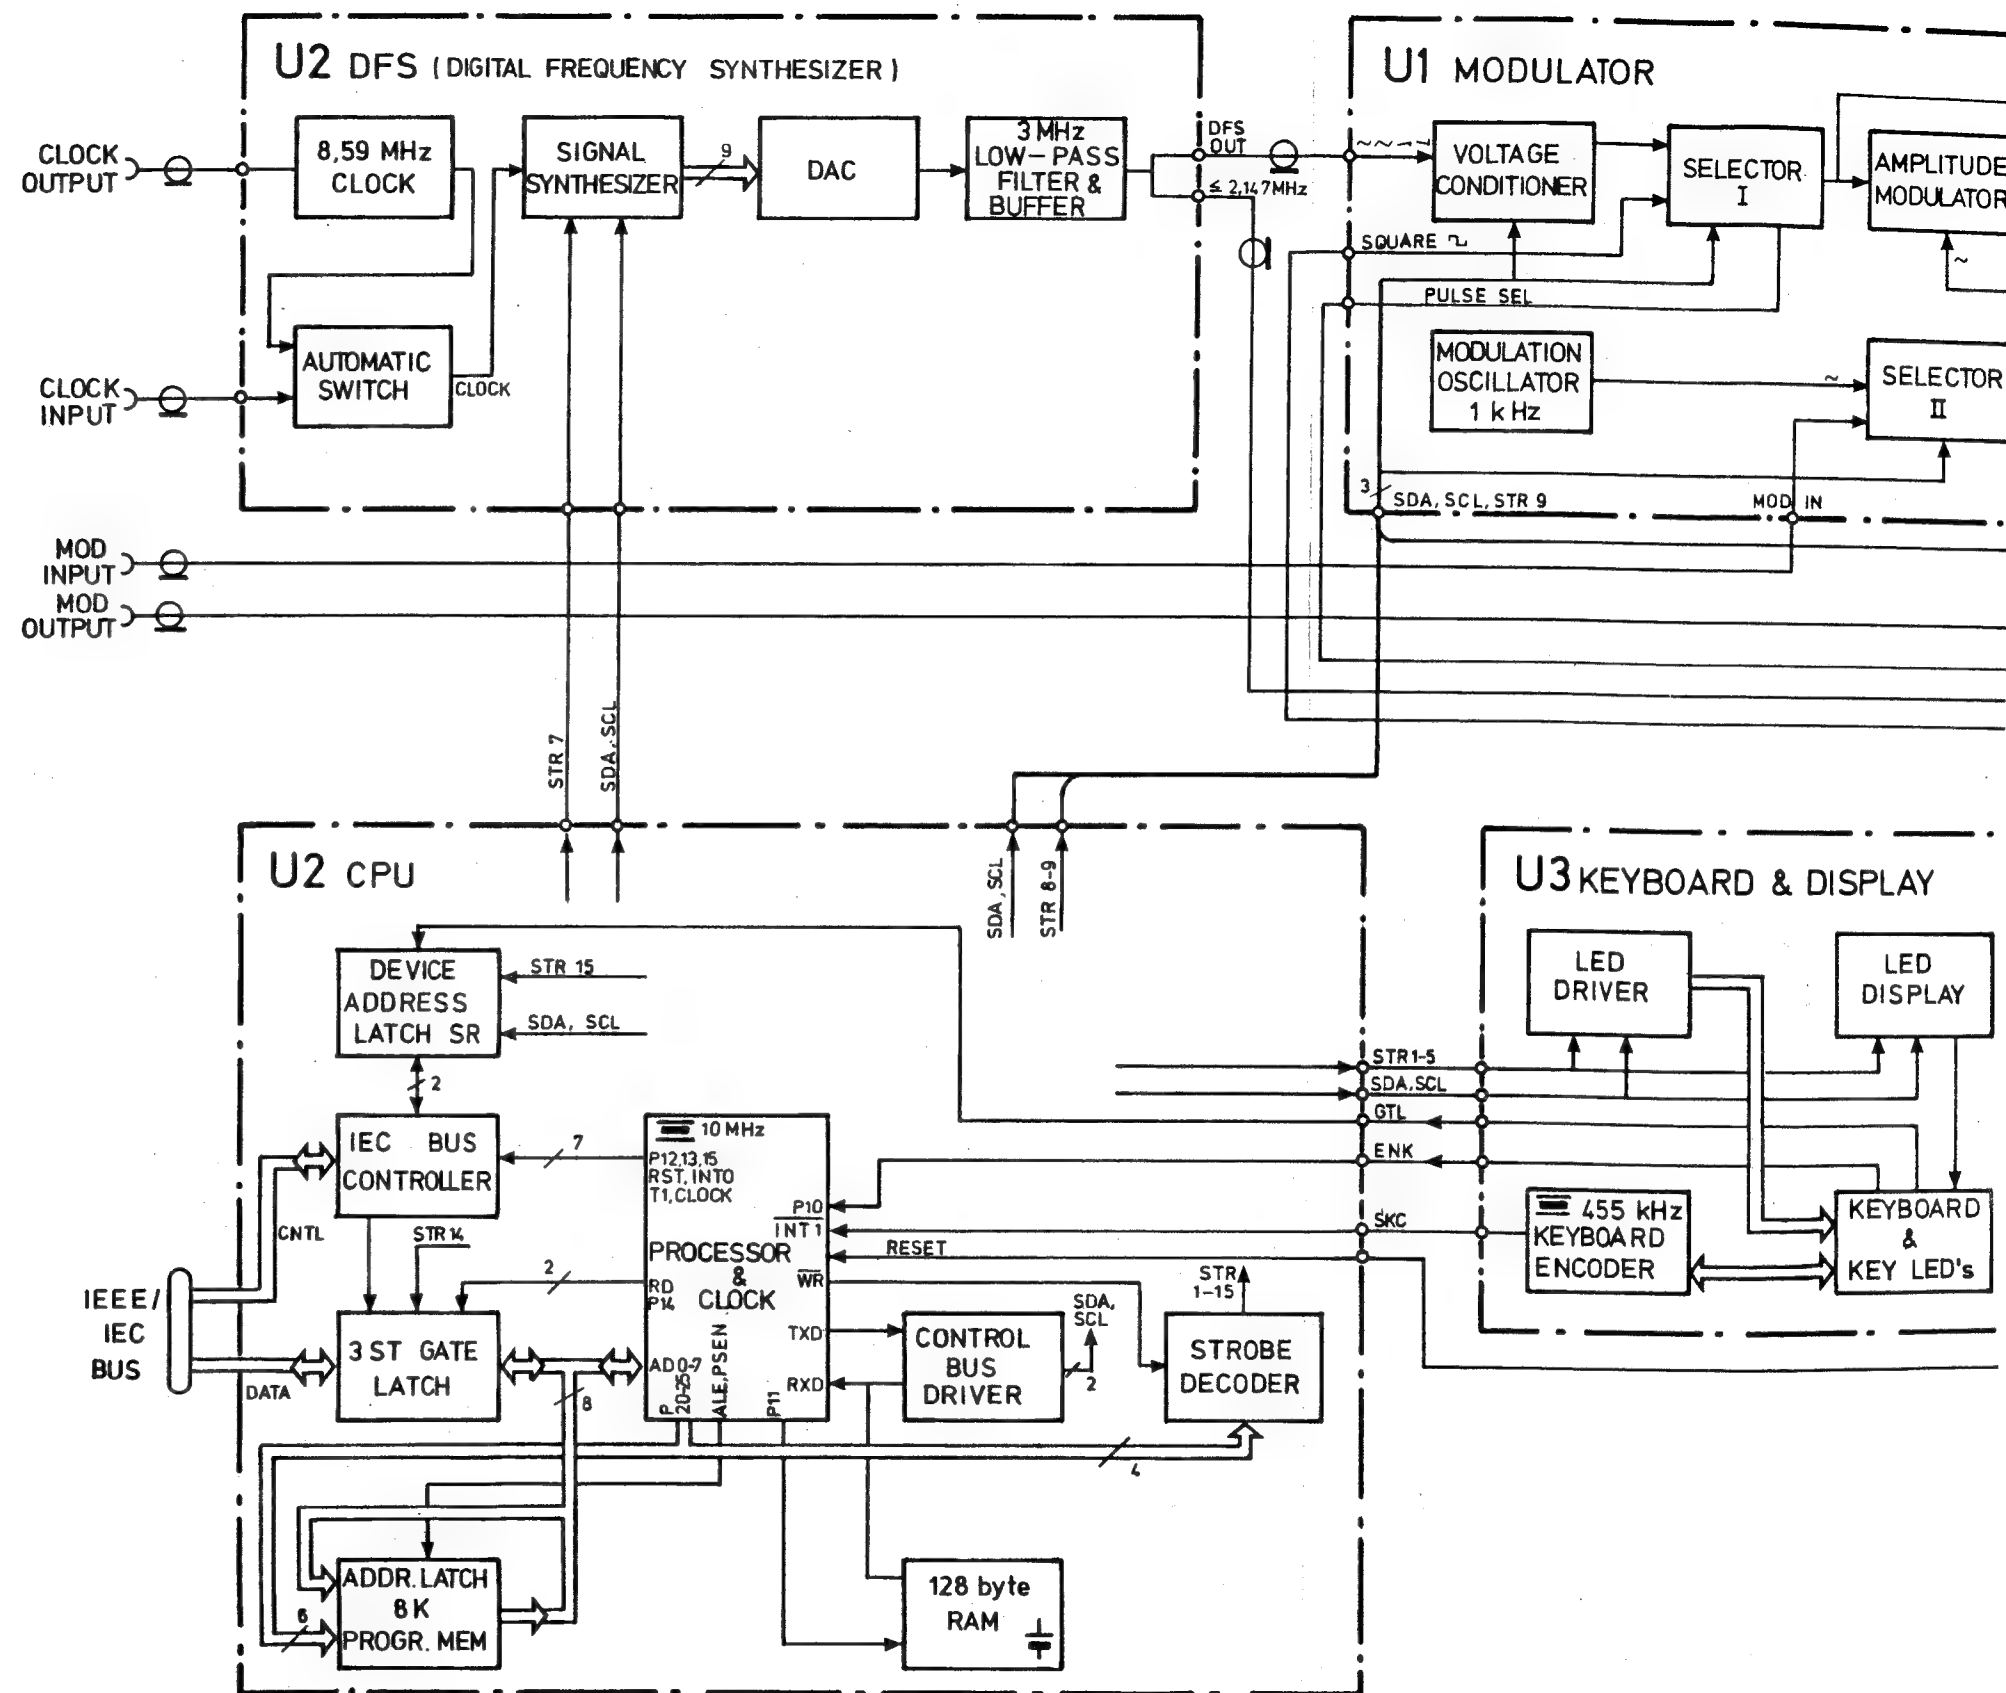 U2 DFS (DIGITAL FREQUENCY SYNTHESIZER)
CLOCK
OUTPUT
8,59 MHz
CLOCK
SIGNAL
SYNTHESIZER
9
DAC
3 MHz
LOW-PASS
FILTER &
BUFFER
DFS
OUT
≤ 2,147MHz
AUTOMATIC
SWITCH
CLOCK
CLOCK
INPUT
U1 MODULATOR
VOLTAGE
CONDITIONER
SELECTOR
I
AMPLITUDE
MODULATOR
~
SQUARE
PULSE SEL
MODULATION
OSCILLATOR
1 kHz
~
SELECTOR
II
3
SDA, SCL, STR 9
MOD IN
MOD
INPUT
MOD
OUTPUT
STR 7
SDA, SCL
U2 CPU
SDA, SCL
STR 8-9
DEVICE
ADDRESS
LATCH SR
STR 15
SDA, SCL
2
IEC BUS
CONTROLLER
7
CNTL
STR 14
2
IEEE/
IEC
BUS
DATA
3 ST GATE
LATCH
8
10 MHz
P12,13,15
RST, INTO
T1, CLOCK
P10
INT 1
PROCESSOR
&
CLOCK
RD
P14
WR
TXD
RXD
AD 0-7
P
20-25
ALE, PSEN
P11
RESET
CONTROL
BUS
DRIVER
SDA,
SCL
2
STR
1-15
STROBE
DECODER
4
6
ADDR. LATCH
8K
PROGR. MEM
128 byte
RAM
U3 KEYBOARD & DISPLAY
LED
DRIVER
LED
DISPLAY
STR1-5
SDA,SCL
GTL
ENK
SKC
455 kHz
KEYBOARD
ENCODER
KEYBOARD
&
KEY LED's